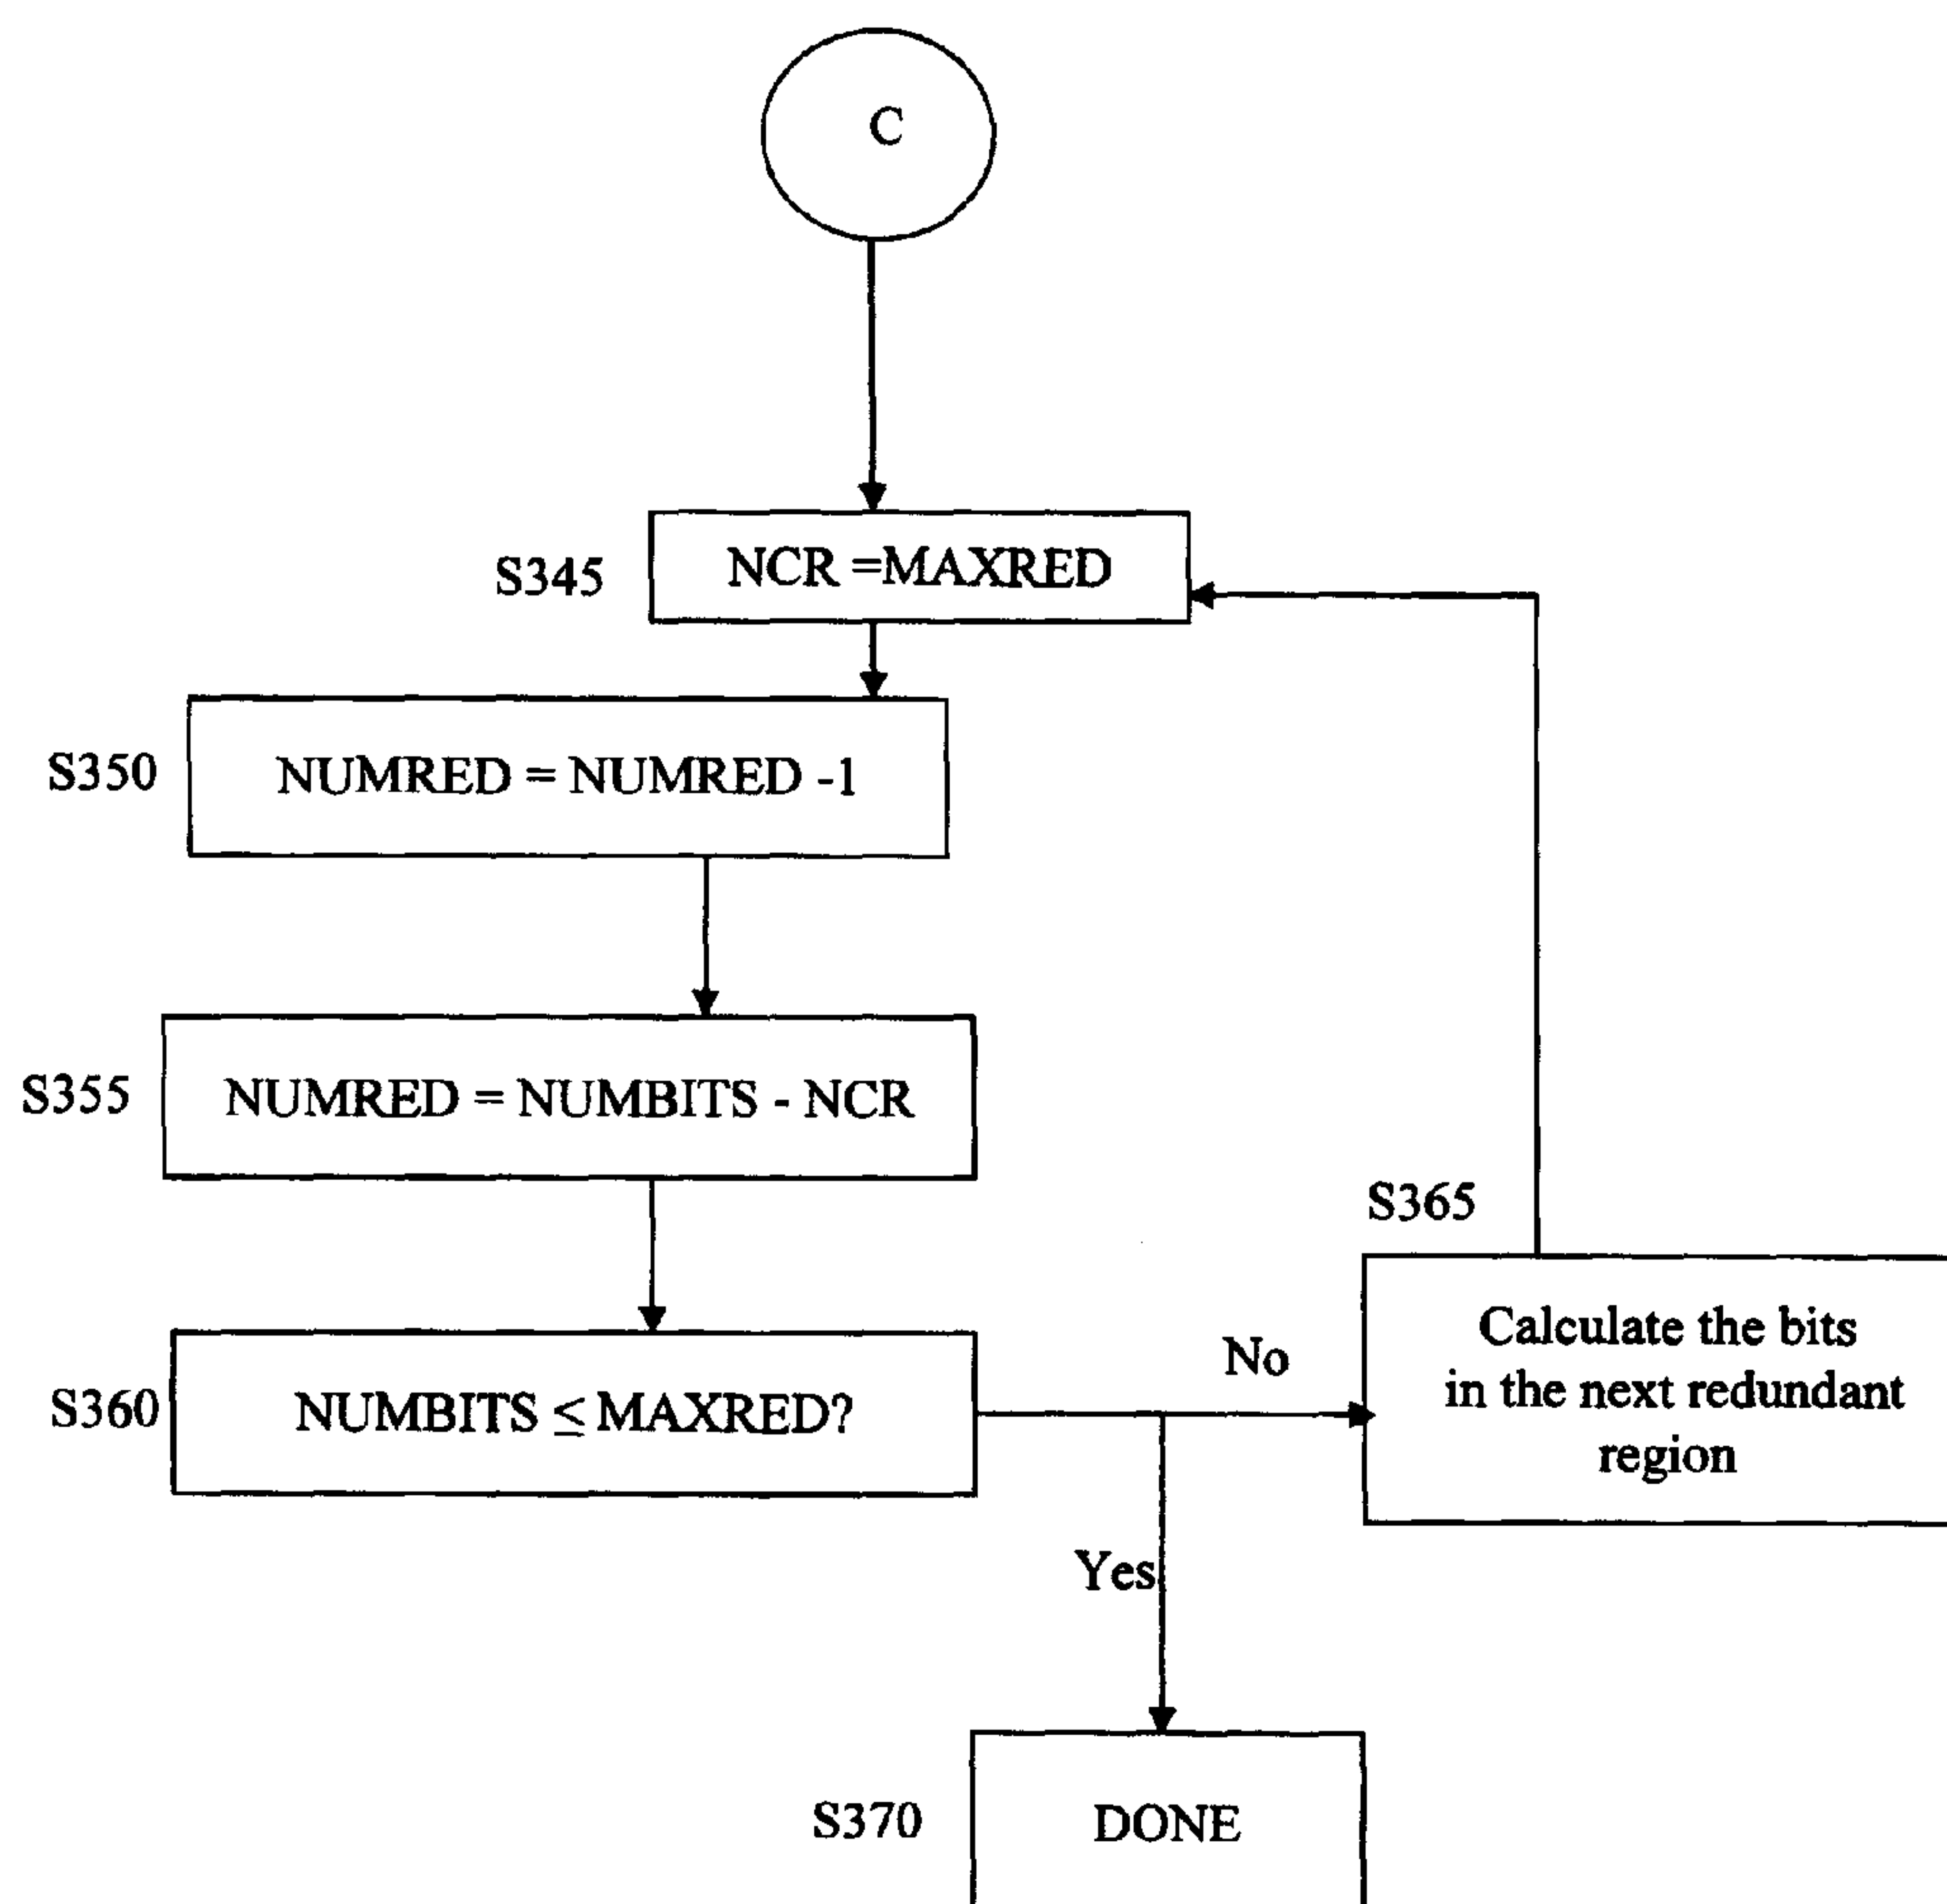 C
S345
NCR =MAXRED
S350
NUMRED = NUMRED -1
S355
NUMRED = NUMBITS - NCR
S360
NUMBITS ≤ MAXRED?
No
Yes
S365
Calculate the bits
in the next redundant
region
S370
DONE